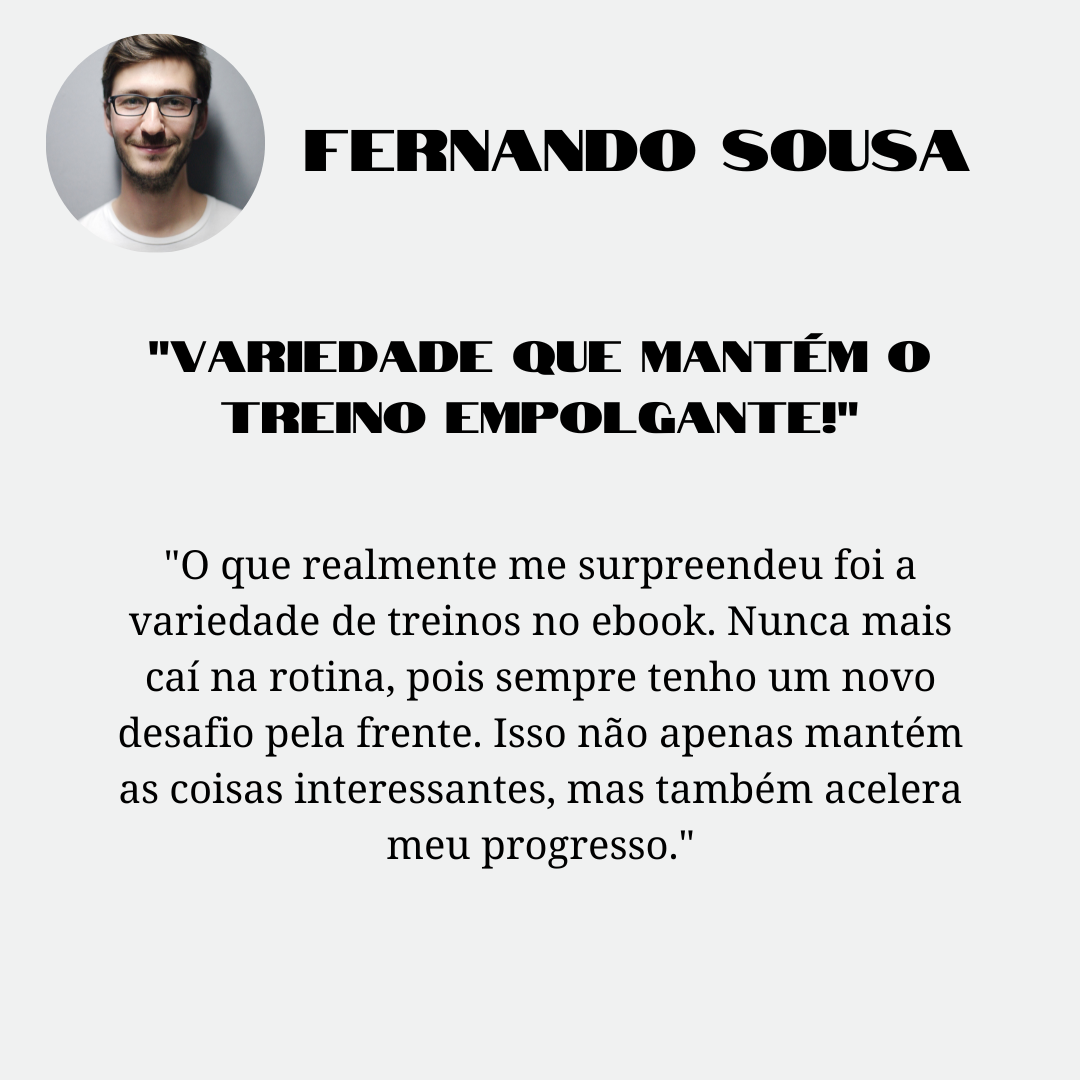 FERNANDO SOUSA
"VARIEDADE QUE MANTÉM O
TREINO EMPOLGANTE!"
"O que realmente me surpreendeu foi a
variedade de treinos no ebook. Nunca mais
caí na rotina, pois sempre tenho um novo
desafio pela frente. Isso não apenas mantém
as coisas interessantes, mas também acelera
meu progresso."